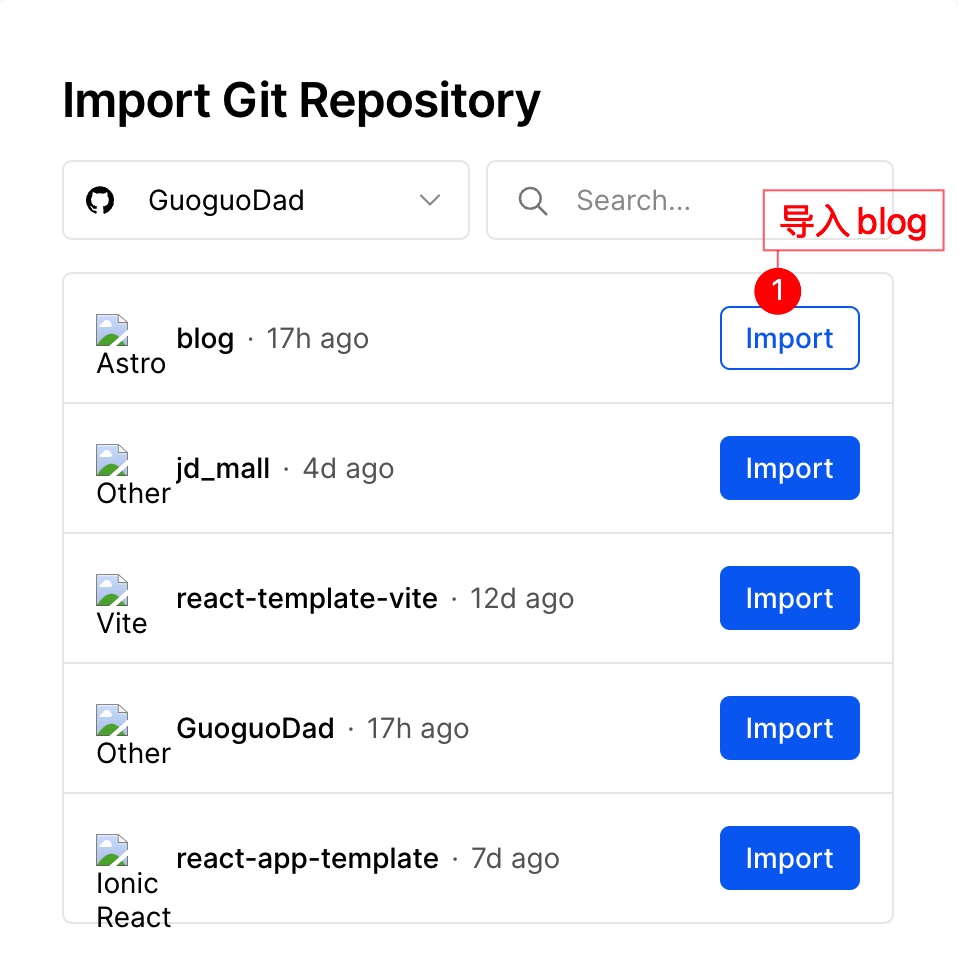 Import Git Repository
GuoguoDad
Search...
导入 blog
1
Astro
blog · 17h ago
Import
Other
jd_mall · 4d ago
Import
Vite
react-template-vite · 12d ago
Import
Other
GuoguoDad · 17h ago
Import
Ionic
React
react-app-template · 7d ago
Import